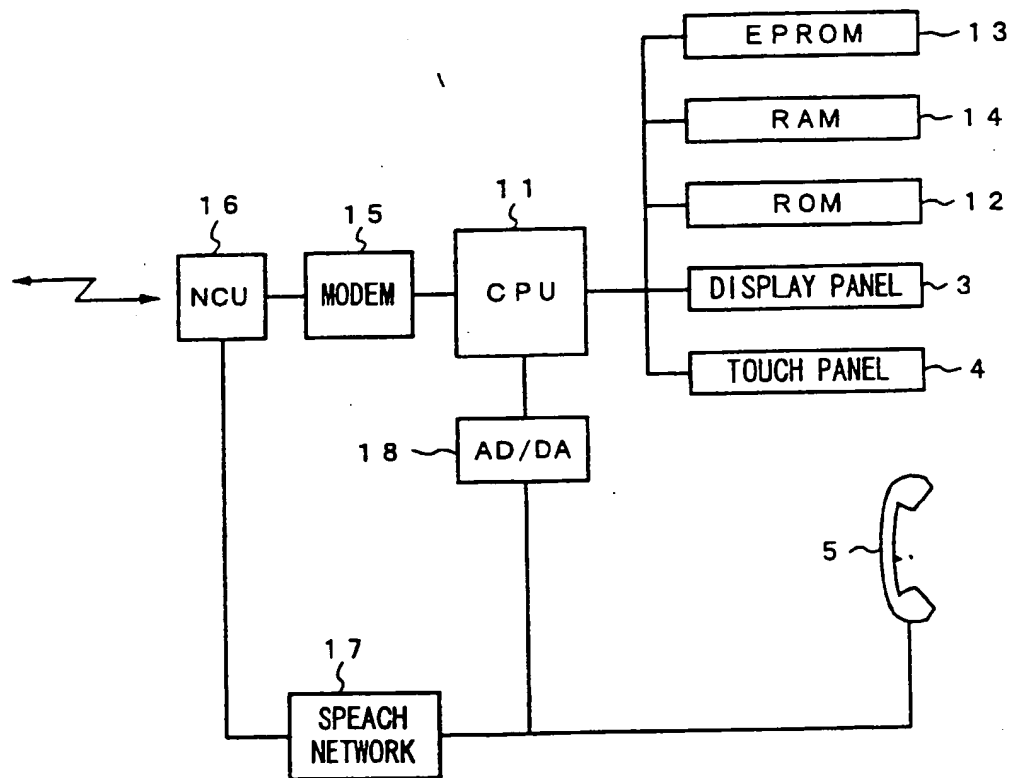 EPROM 13
RAM 14
ROM 12
DISPLAY PANEL 3
TOUCH PANEL 4
16
15
11
NCU
MODEM
CPU
18
AD/DA
5
17
SPEACH
NETWORK